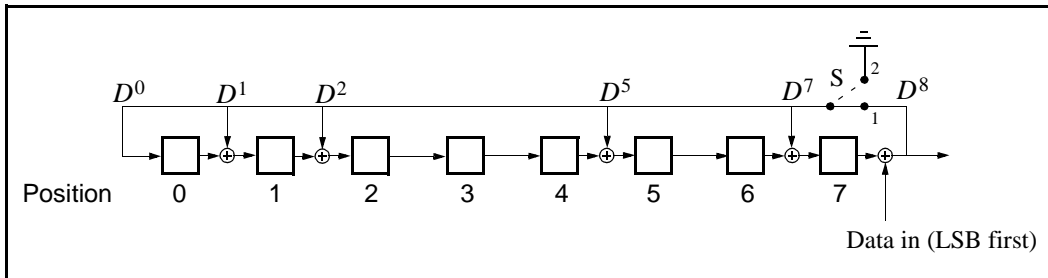 S
2
D⁰ D¹ D² D⁵ D⁷ D⁸
1
Position 0 1 2 3 4 5 6 7
Data in (LSB first)